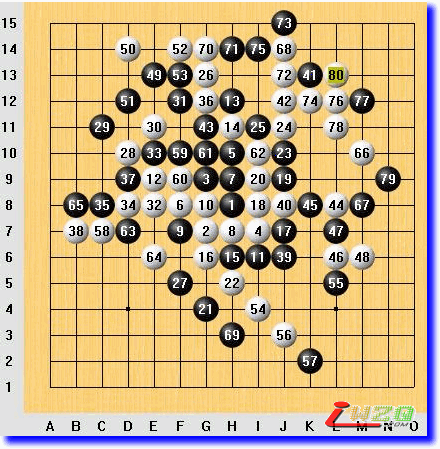 15 73
14 50 52 70 71 75 68
13 49 53 26 72 41 80
12 51 31 36 13 42 74 76 77
11 29 30 43 14 25 24 78
10 28 33 59 61 5 62 23 66
9 37 12 60 3 7 20 19 79
8 65 35 34 32 6 10 1 18 40 45 44 67
7 38 58 63 9 2 8 4 17 47
6 64 16 15 11 39 46 48
5 27 22 55
4 21 54
3 69 56
2 57
1
iWZQ.COM
A B C D E F G H I J K L M N O